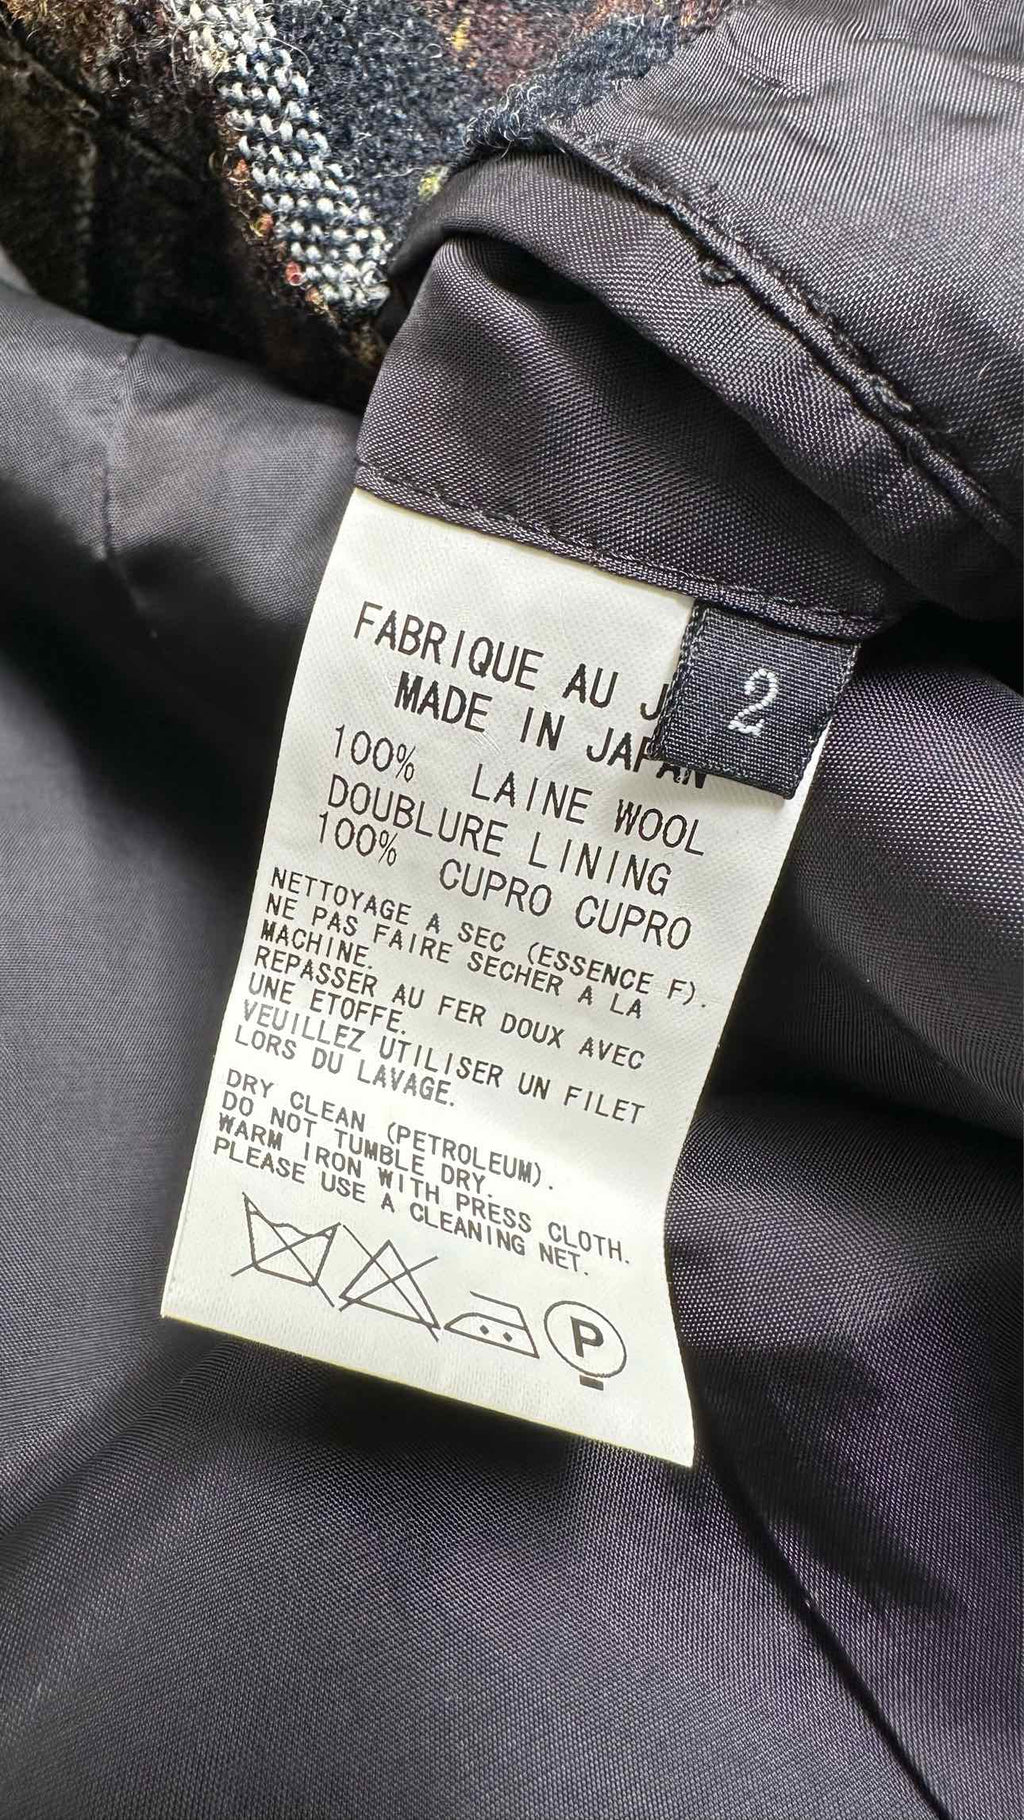 FABRIQUE AU
MADE IN JAPAN
2
100% LAINE WOOL
DOUBLURE LINING
100% CUPRO CUPRO
NETTOYAGE A SEC (ESSENCE F).
NE PAS FAIRE SECHER A LA
MACHINE.
REPASSER AU FER DOUX AVEC
UNE ETOFFE.
VEUILLEZ UTILISER UN FILET
LORS DU LAVAGE.
DRY CLEAN (PETROLEUM).
DO NOT TUMBLE DRY.
WARM IRON WITH PRESS CLOTH.
PLEASE USE A CLEANING NET.
P